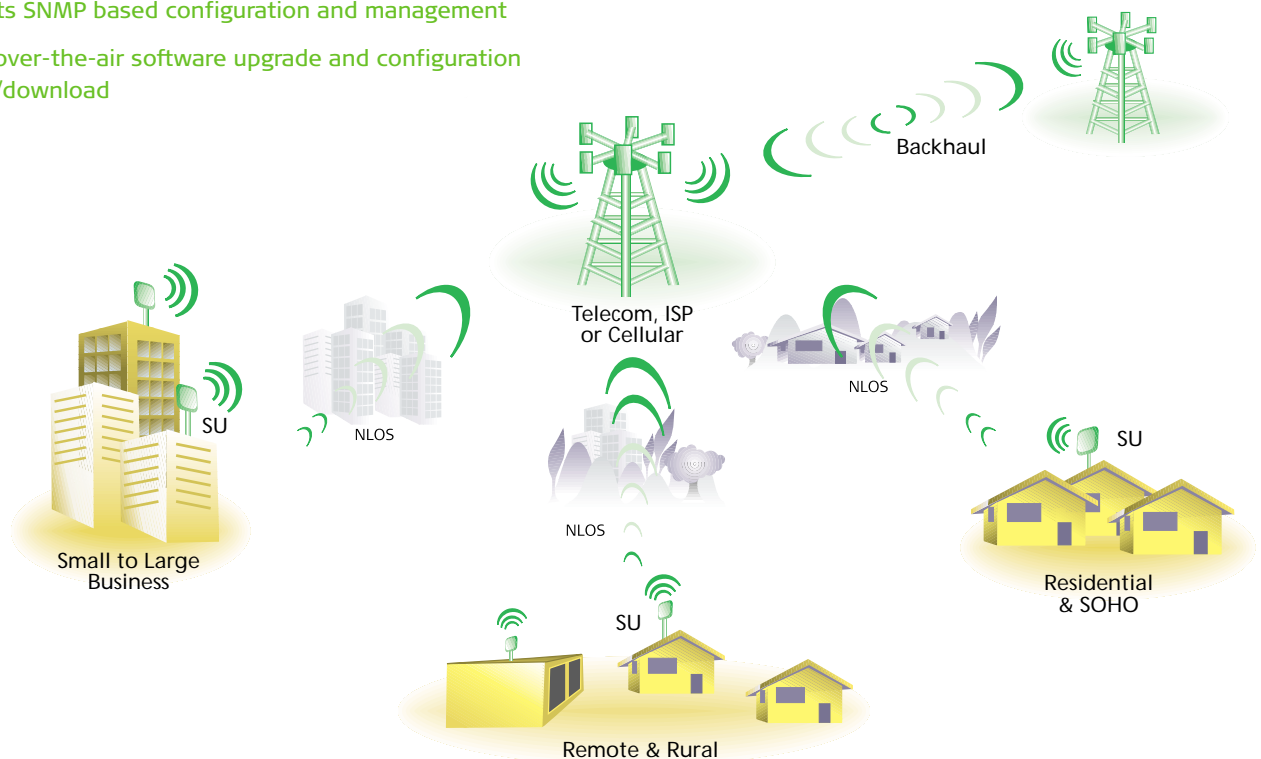 ts SNMP based configuration and management
over-the-air software upgrade and configuration
/download
Backhaul
Telecom, ISP
or Cellular
NLOS
SU
NLOS
SU
NLOS
Small to Large
Business
Residential
& SOHO
SU
Remote & Rural